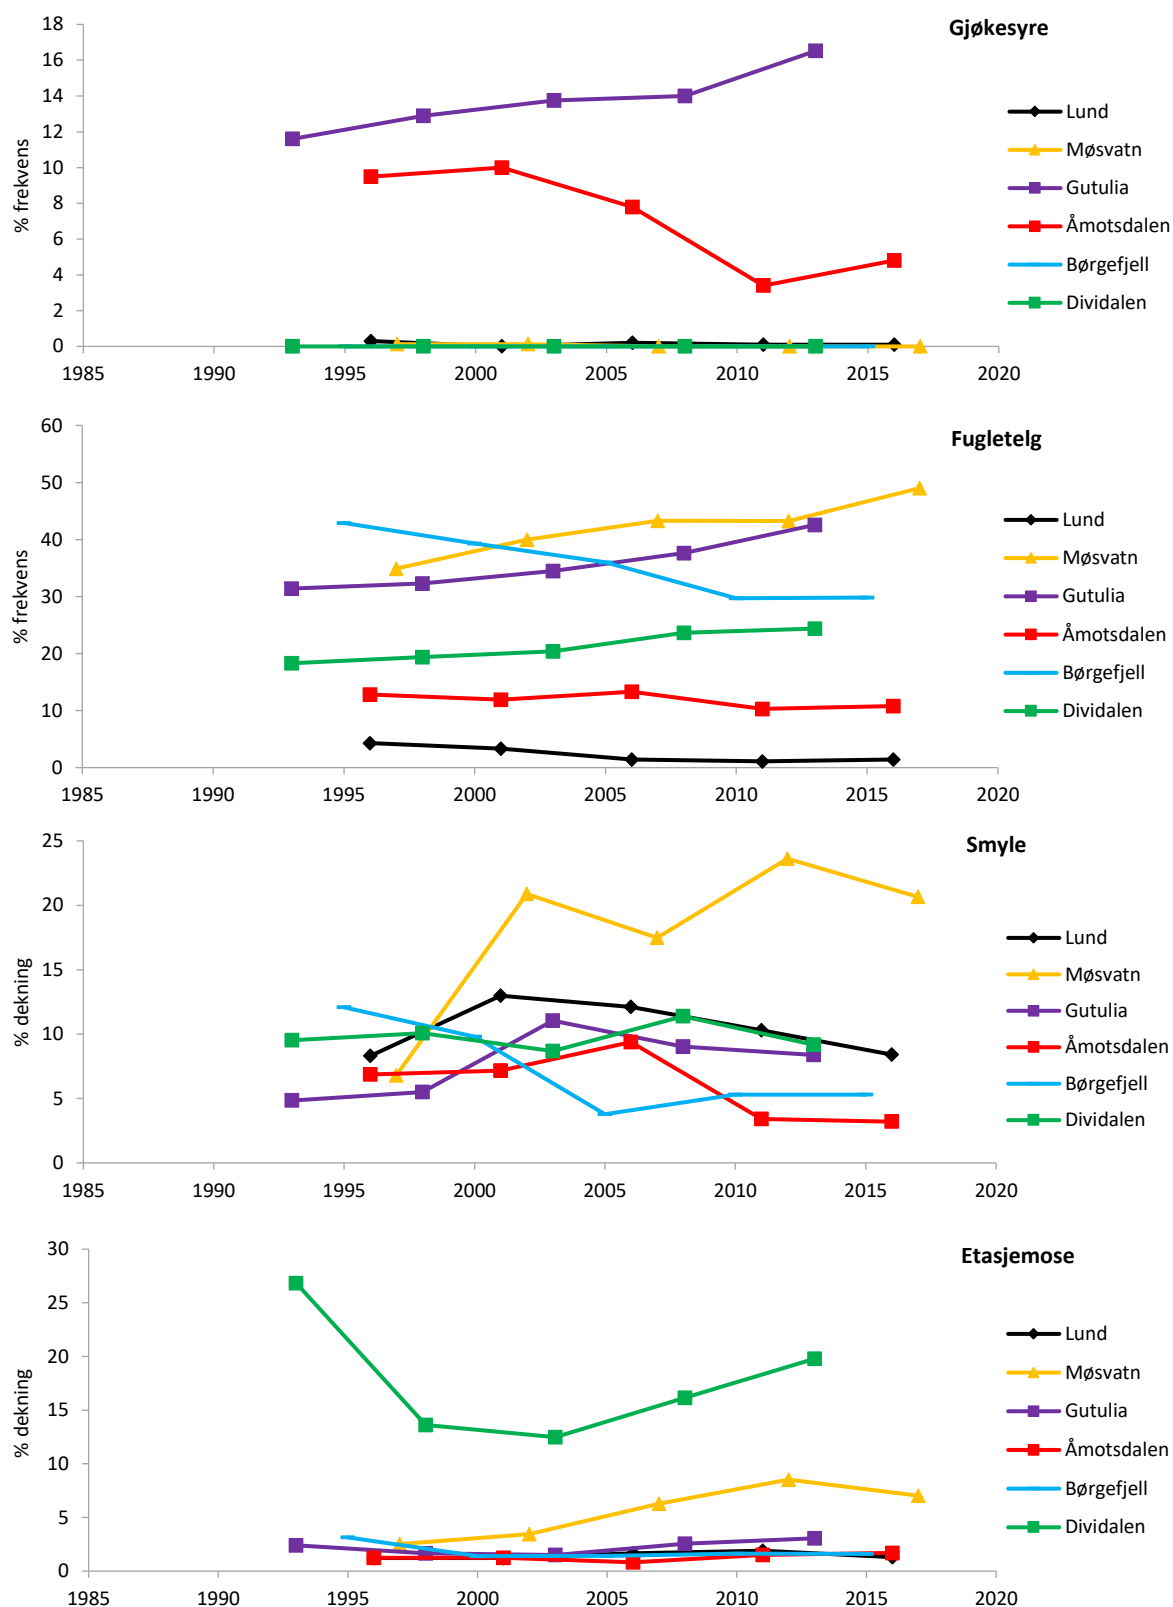 Gjøkesyre
% frekvens
18
16
14
12
10
8
6
4
2
0
1985 1990 1995 2000 2005 2010 2015 2020
Lund
Møsvatn
Gutulia
Åmotsdalen
Børgefjell
Dividalen
Fugletelg
% frekvens
60
50
40
30
20
10
0
1985 1990 1995 2000 2005 2010 2015 2020
Lund
Møsvatn
Gutulia
Åmotsdalen
Børgefjell
Dividalen
Smyle
% dekning
25
20
15
10
5
0
1985 1990 1995 2000 2005 2010 2015 2020
Lund
Møsvatn
Gutulia
Åmotsdalen
Børgefjell
Dividalen
Etasjemose
% dekning
30
25
20
15
10
5
0
1985 1990 1995 2000 2005 2010 2015 2020
Lund
Møsvatn
Gutulia
Åmotsdalen
Børgefjell
Dividalen